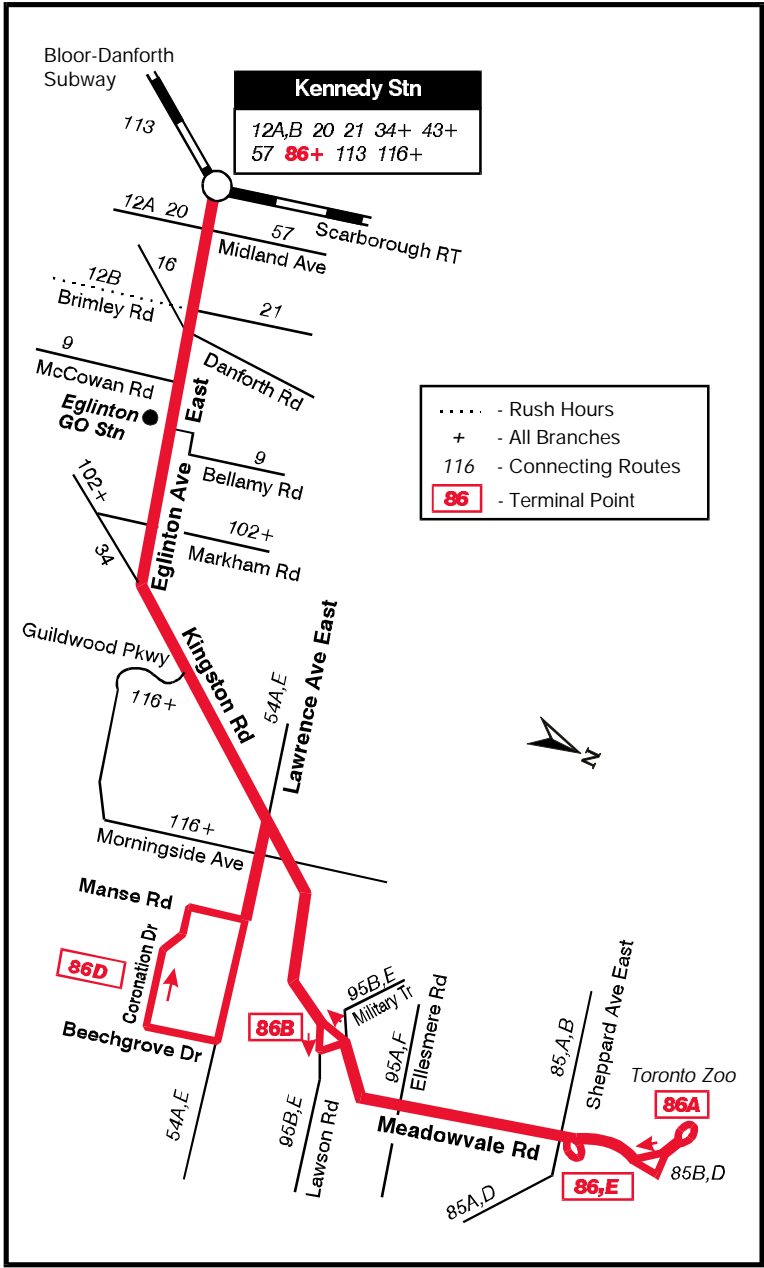 Bloor-Danforth
Subway
113
Kennedy Stn
12A,B 20 21 34+ 43+
57 86+ 113 116+
12A 20
57
Scarborough RT
Midland Ave
16
12B
Brimley Rd
21
9
McCowan Rd
Danforth Rd
Eglinton
GO Stn
Eglinton Ave East
9
Bellamy Rd
102+
34
102+
Markham Rd
..... - Rush Hours
+ - All Branches
116 - Connecting Routes
86 - Terminal Point
Guildwood Pkwy
116+
Kingston Rd
54A,E
Lawrence Ave East
N
116+
Morningside Ave
Manse Rd
86D
Coronation Dr
Beechgrove Dr
54A,E
86B
95B,E
Military Tr
95B,E
Lawson Rd
95A,F
Ellesmere Rd
Meadowvale Rd
85,A,B
Sheppard Ave East
85A,D
Toronto Zoo
86A
85B,D
86,E